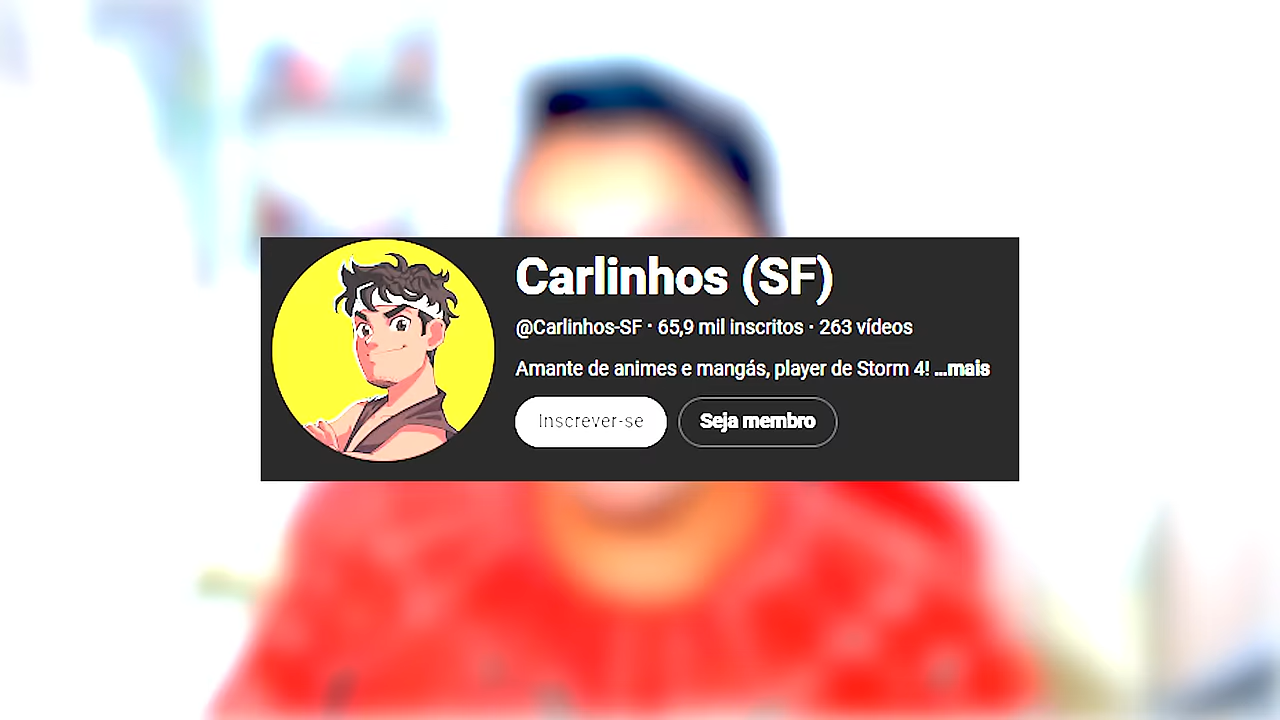 Carlinhos (SF)
@Carlinhos-SF · 65,9 mil inscritos · 263 vídeos
Amante de animes e mangás, player de Storm 4! ...mais
Inscrever-se Seja membro